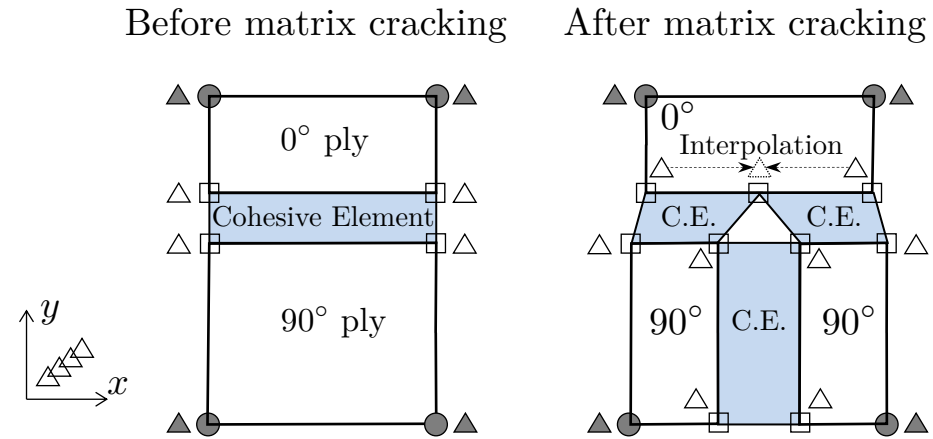 Before matrix cracking
0° ply
Cohesive Element
90° ply
y
x
After matrix cracking
0°
Interpolation
C.E.
C.E.
90°
C.E.
90°